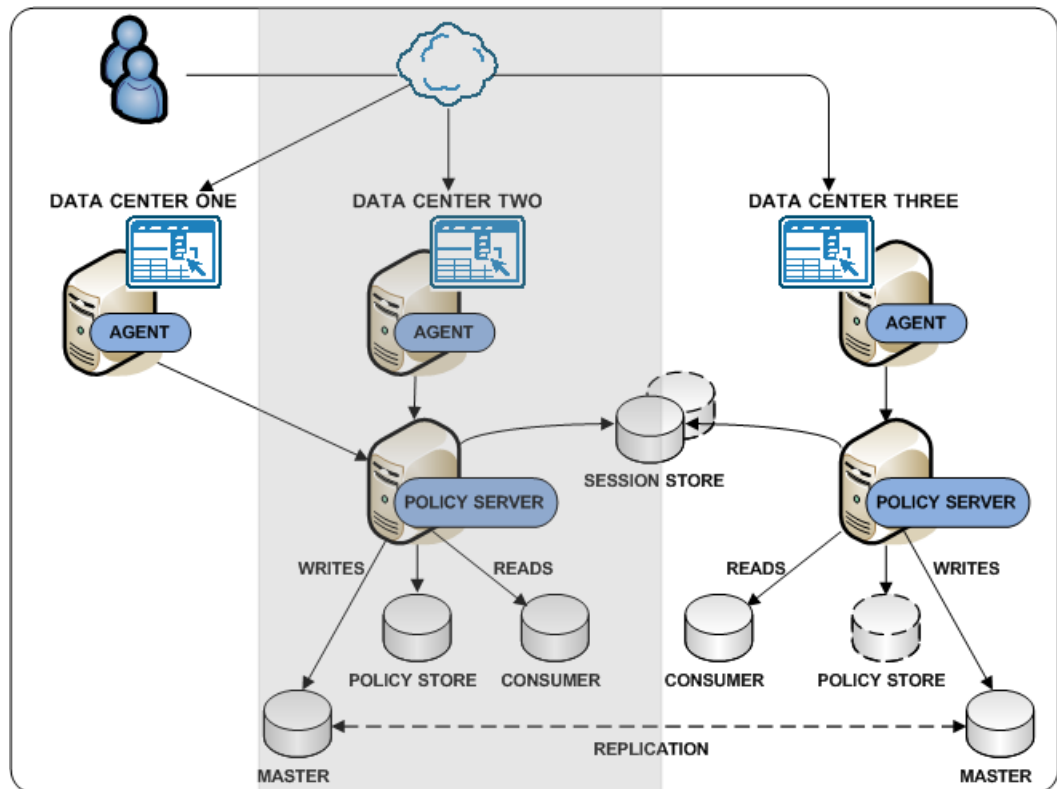 DATA CENTER ONE
DATA CENTER TWO
DATA CENTER THREE
AGENT
AGENT
AGENT
SESSION STORE
POLICY SERVER
POLICY SERVER
WRITES
READS
READS
WRITES
POLICY STORE
CONSUMER
CONSUMER
POLICY STORE
REPLICATION
MASTER
MASTER